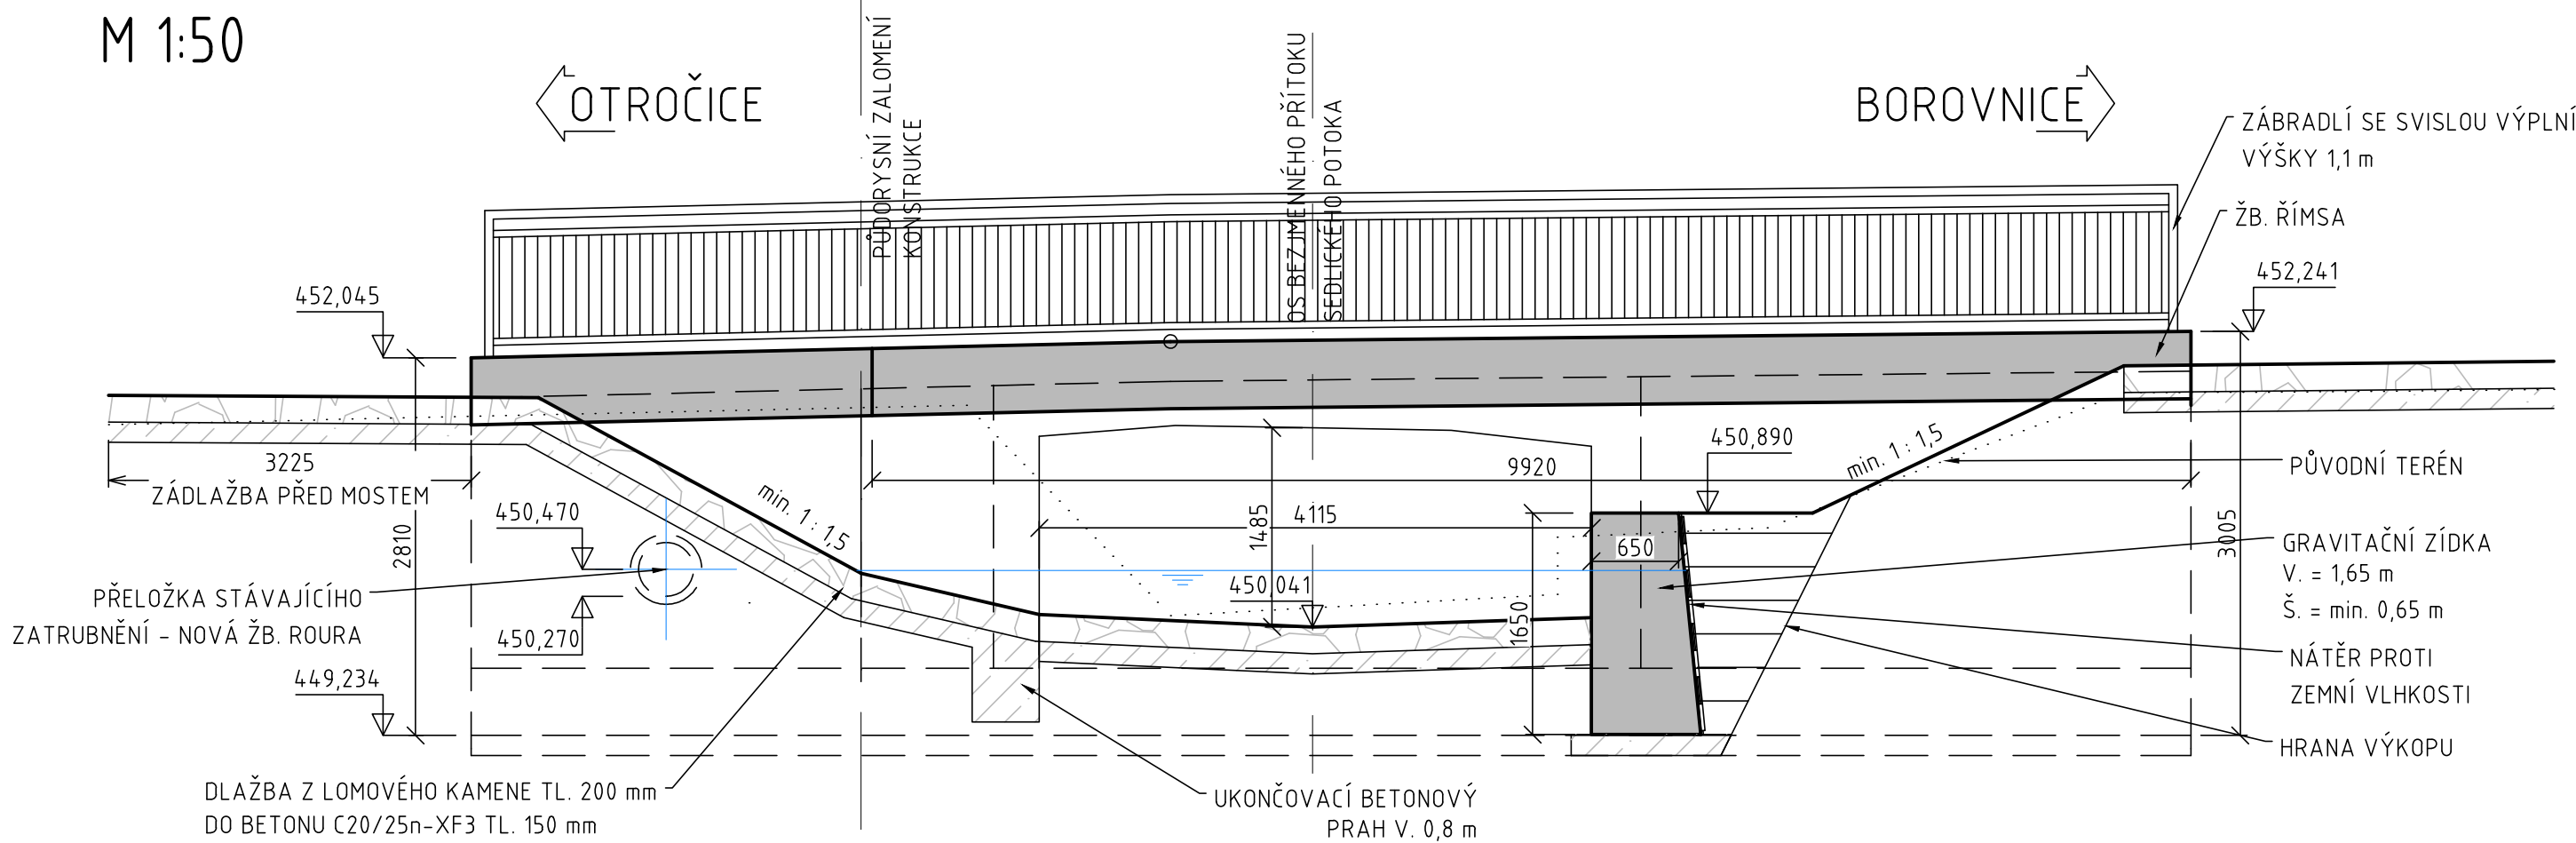 M 1:50
OTROČICE
BOROVNICE
PŮDORYSNÍ ZALOMENÍ
KONSTRUKCE
OS BEZEJMENNÉHO PŘÍTOKU
SEDLICKÉHO POTOKA
ZÁBRADLÍ SE SVISLOU VÝPLNÍ
VÝŠKY 1,1 m
ŽB. ŘÍMSA
452,045
452,241
450,890
min. 1 : 1,5
3225
ZÁDLAŽBA PŘED MOSTEM
9920
PŮVODNÍ TERÉN
min. 1 : 1,5
450,470
2810
1485
4115
650
3005
GRAVITAČNÍ ZÍDKA
V. = 1,65 m
Š. = min. 0,65 m
450,041
PŘELOŽKA STÁVAJÍCÍHO
ZATRUBNĚNÍ - NOVÁ ŽB. ROURA
450,270
1650
NÁTĚR PROTI
ZEMNÍ VLHKOSTI
449,234
HRANA VÝKOPU
DLAŽBA Z LOMOVÉHO KAMENE TL. 200 mm
DO BETONU C20/25n-XF3 TL. 150 mm
UKONČOVACÍ BETONOVÝ
PRAH V. 0,8 m